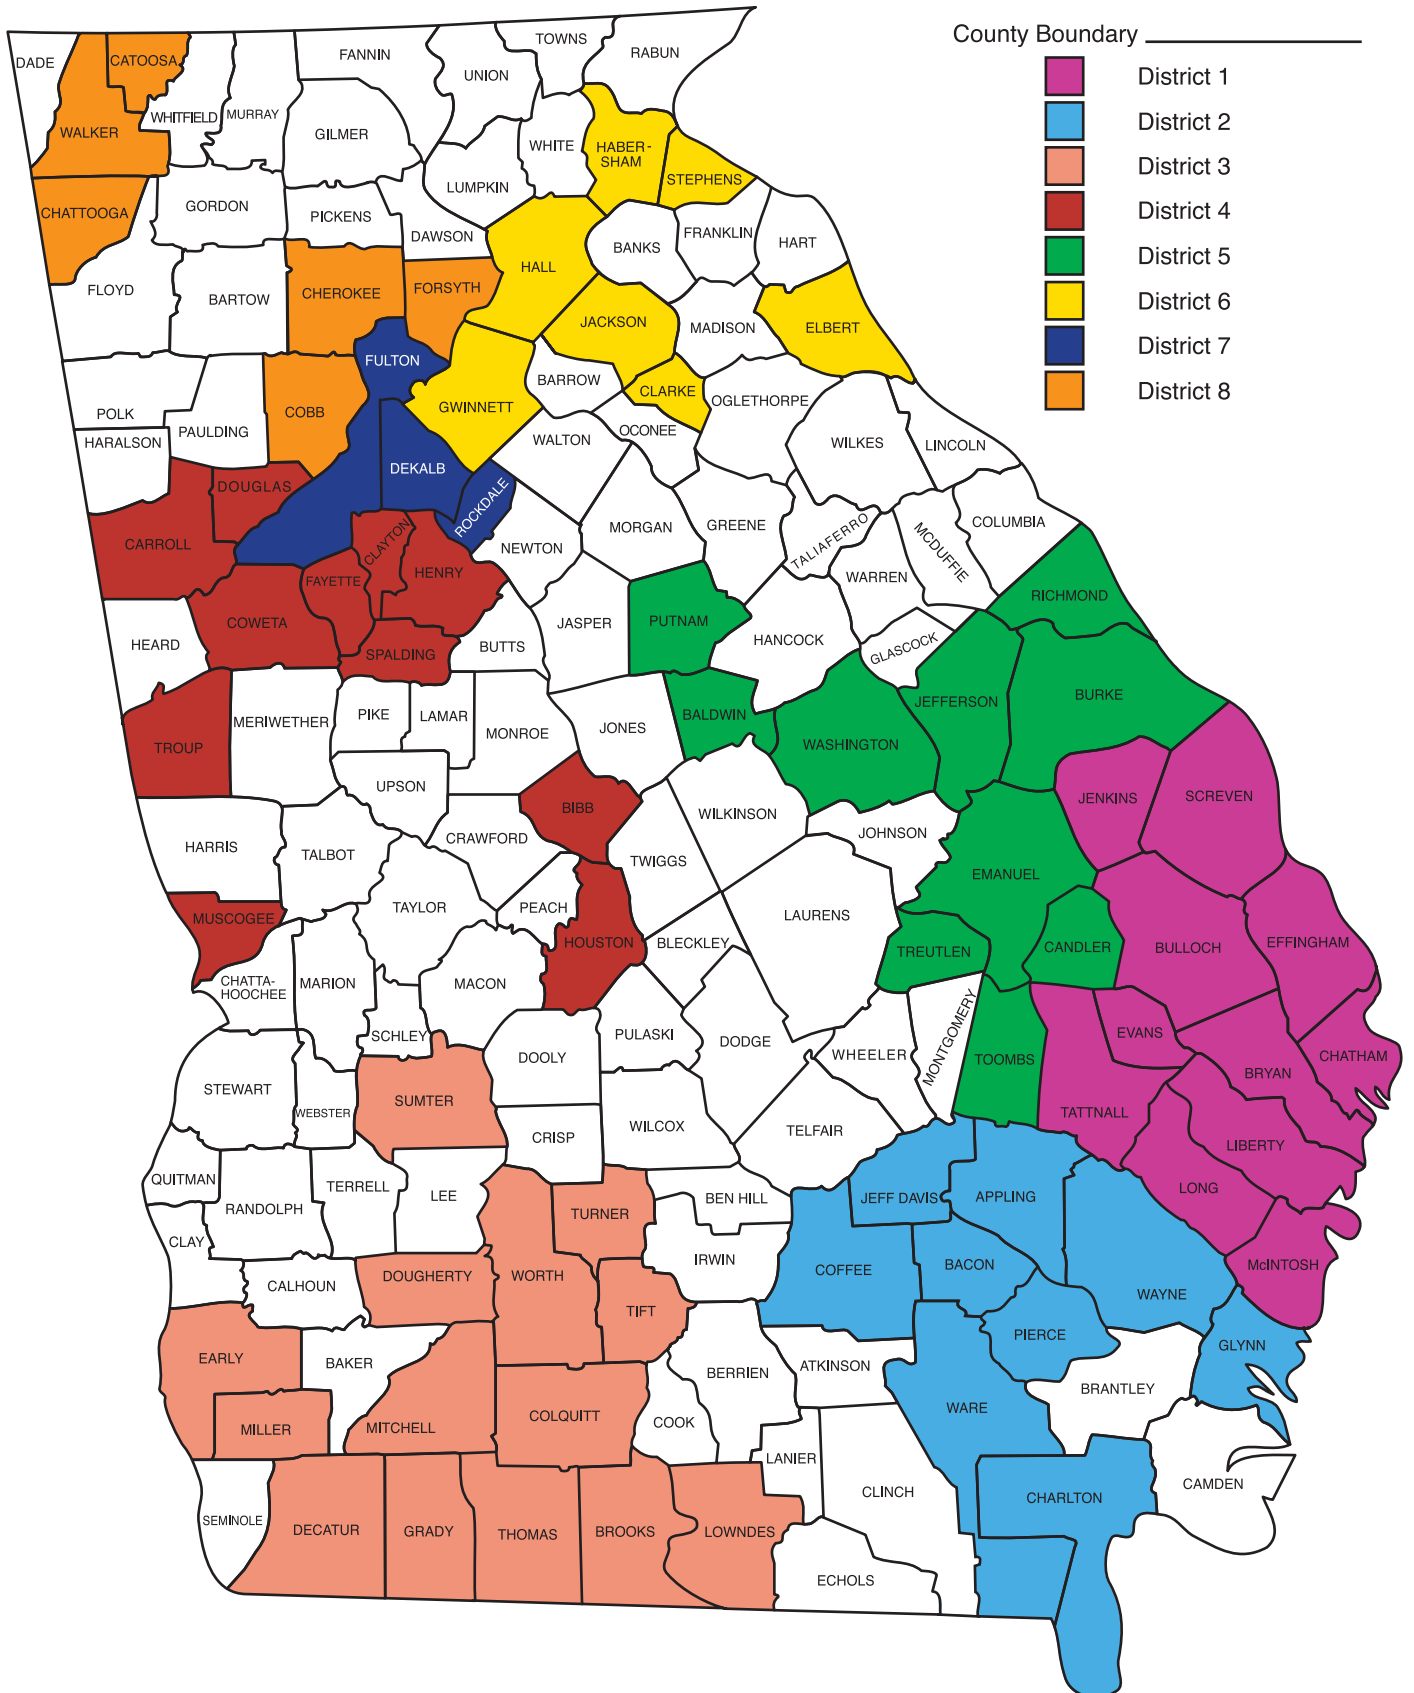 County Boundary
District 1
District 2
District 3
District 4
District 5
District 6
District 7
District 8
DADE
CATOOSA
WALKER
WHITFIELD
MURRAY
FANNIN
GILMER
UNION
TOWNS
RABUN
WHITE
HABER-
SHAM
STEPHENS
LUMPKIN
CHATTOOGA
GORDON
PICKENS
DAWSON
HALL
BANKS
FRANKLIN
HART
FLOYD
BARTOW
CHEROKEE
FORSYTH
JACKSON
MADISON
ELBERT
FULTON
BARROW
CLARKE
OGLETHORPE
POLK
HARALSON
PAULDING
COBB
GWINNETT
OCONEE
WALTON
WILKES
LINCOLN
DEKALB
DOUGLAS
ROCKDALE
CARROLL
CLAYTON
HENRY
FAYETTE
NEWTON
MORGAN
GREENE
TALIAFERRO
MCDUFFIE
COLUMBIA
WARREN
RICHMOND
HEARD
COWETA
SPALDING
BUTTS
JASPER
PUTNAM
HANCOCK
GLASCOCK
JEFFERSON
BURKE
TROUP
MERIWETHER
PIKE
LAMAR
MONROE
JONES
BALDWIN
WASHINGTON
UPSON
BIBB
WILKINSON
JENKINS
SCREVEN
HARRIS
TALBOT
CRAWFORD
TWIGGS
JOHNSON
EMANUEL
MUSCOGEE
TAYLOR
PEACH
HOUSTON
BLECKLEY
LAURENS
TREUTLEN
CANDLER
BULLOCH
EFFINGHAM
CHATTA-
HOOCHEE
MARION
MACON
SCHLEY
DOOLY
PULASKI
DODGE
WHEELER
MONTGOMERY
TOOMBS
EVANS
BRYAN
CHATHAM
STEWART
WEBSTER
SUMTER
CRISP
WILCOX
TELFAIR
TATTNALL
LIBERTY
QUITMAN
RANDOLPH
TERRELL
LEE
TURNER
BEN HILL
JEFF DAVIS
APPLING
LONG
CLAY
CALHOUN
DOUGHERTY
WORTH
IRWIN
COFFEE
BACON
WAYNE
McINTOSH
TIFT
EARLY
BAKER
BERRIEN
ATKINSON
PIERCE
GLYNN
MILLER
MITCHELL
COLQUITT
COOK
WARE
BRANTLEY
LANIER
SEMINOLE
DECATUR
GRADY
THOMAS
BROOKS
LOWNDES
CLINCH
CHARLTON
CAMDEN
ECHOLS